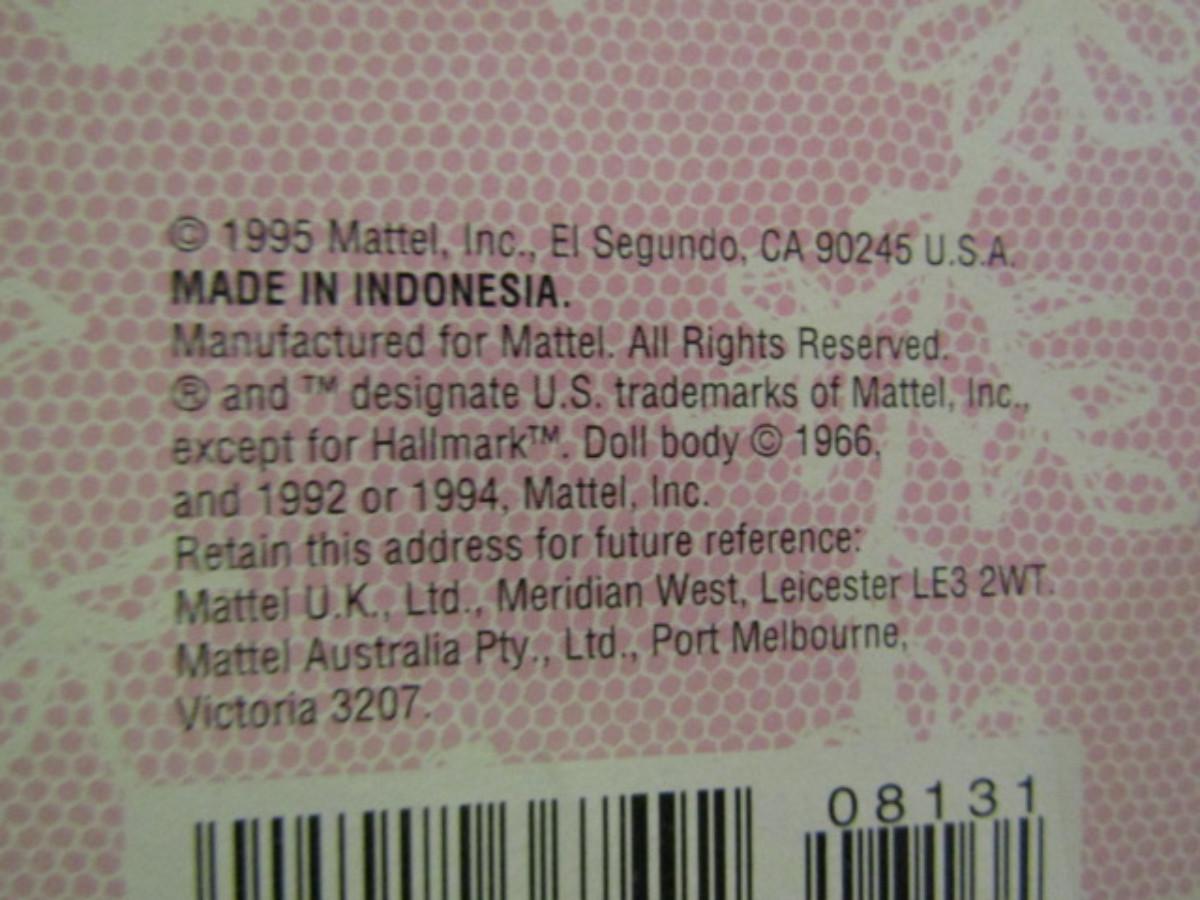 © 1995 Mattel, Inc., El Segundo, CA 90245 U.S.A.
MADE IN INDONESIA.
Manufactured for Mattel. All Rights Reserved.
® and ™ designate U.S. trademarks of Mattel, Inc.,
except for Hallmark™. Doll body © 1966,
and 1992 or 1994, Mattel, Inc.
Retain this address for future reference:
Mattel U.K., Ltd., Meridian West, Leicester LE3 2WT.
Mattel Australia Pty., Ltd., Port Melbourne,
Victoria 3207.
08131